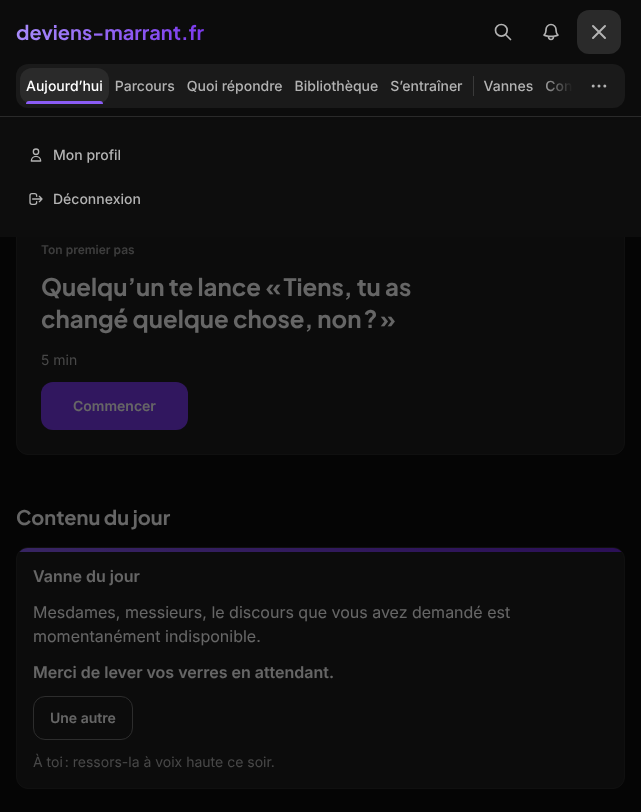 deviens-marrant.fr
Aujourd’hui Parcours Quoi répondre Bibliothèque S’entraîner Vannes Con
Mon profil
Déconnexion
Ton premier pas
Quelqu’un te lance « Tiens, tu as
changé quelque chose, non ? »
5 min
Commencer
Contenu du jour
Vanne du jour
Mesdames, messieurs, le discours que vous avez demandé est
momentanément indisponible.
Merci de lever vos verres en attendant.
Une autre
À toi : ressors-la à voix haute ce soir.